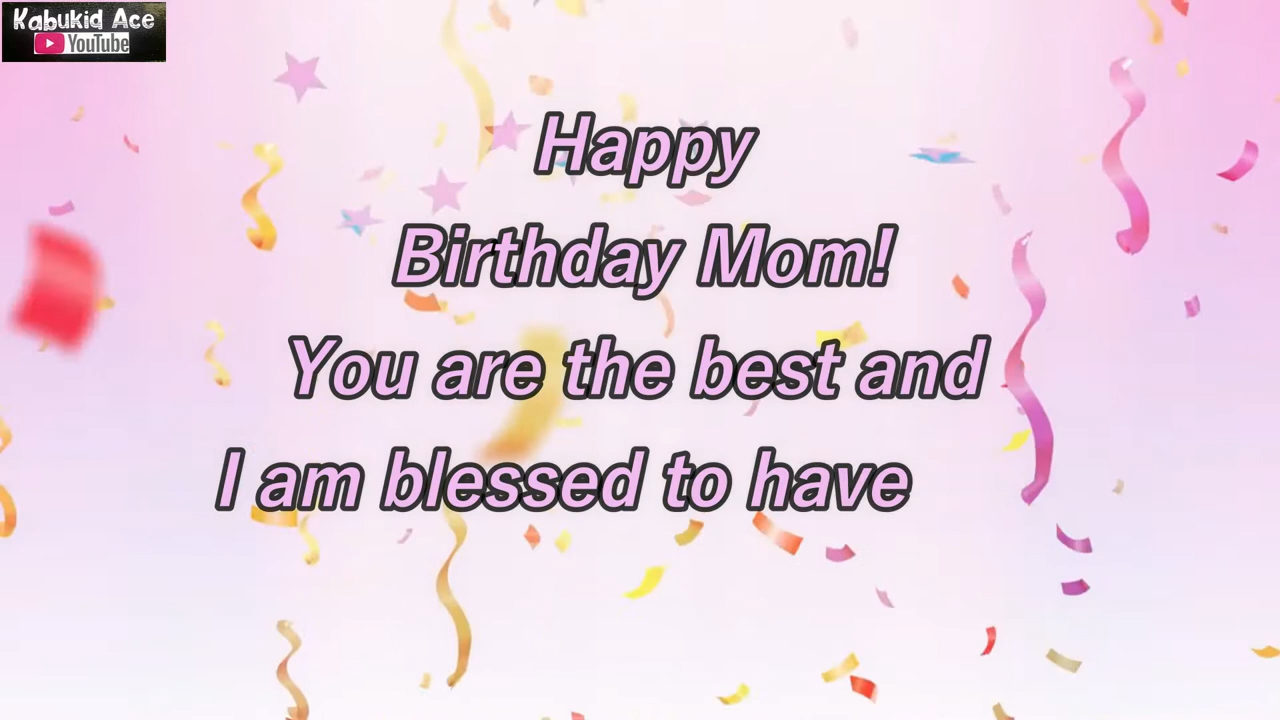 Kabukid Ace
YouTube
Happy
Birthday Mom!
You are the best and
I am blessed to have